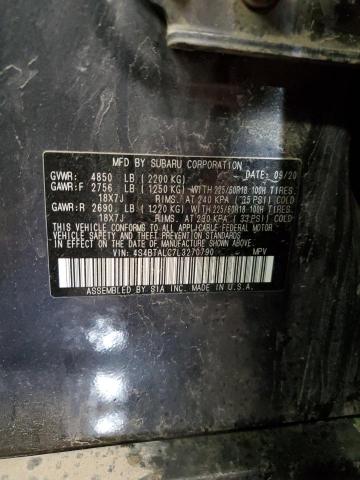 MFD BY SUBARU CORPORATION
GVWR: 4850 LB (2200 KG) DATE: 09/20
GAWR:F 2756 LB (1250 KG) WITH 225/60R18 100H TIRES.
18X7J RIMS. AT 240 KPA (35 PSI) COLD
GAWR:R 2690 LB (1220 KG) WITH 225/60R18 100H TIRES.
18X7J RIMS. AT 230 KPA (33 PSI) COLD
THIS VEHICLE CONFORMS TO ALL APPLICABLE FEDERAL MOTOR
VEHICLE SAFETY AND BUMPER STANDARDS IN EFFECT ON THE
DATE OF MANUFACTURE SHOWN ABOVE.
VIN: 4S4BTALC7L3270790 MPV
ASSEMBLED BY SIA INC. MADE IN U.S.A.